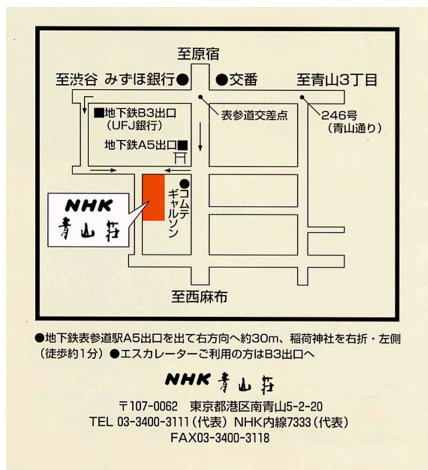 至原宿
至渋谷 みずほ銀行● ●交番 至青山3丁目
■地下鉄B3出口
(UFJ銀行)
表参道交差点
246号
(青山通り)
地下鉄A5出口■
●コムデ
ギャルソン
NHK
青山荘
至西麻布
●地下鉄表参道駅A5出口を出て右方向へ約30m、稲荷神社を右折・左側
(徒歩約1分) ●エスカレーターご利用の方はB3出口へ
NHK 青山荘
〒107-0062 東京都港区南青山5-2-20
TEL 03-3400-3111(代表) NHK内線7333(代表)
FAX03-3400-3118